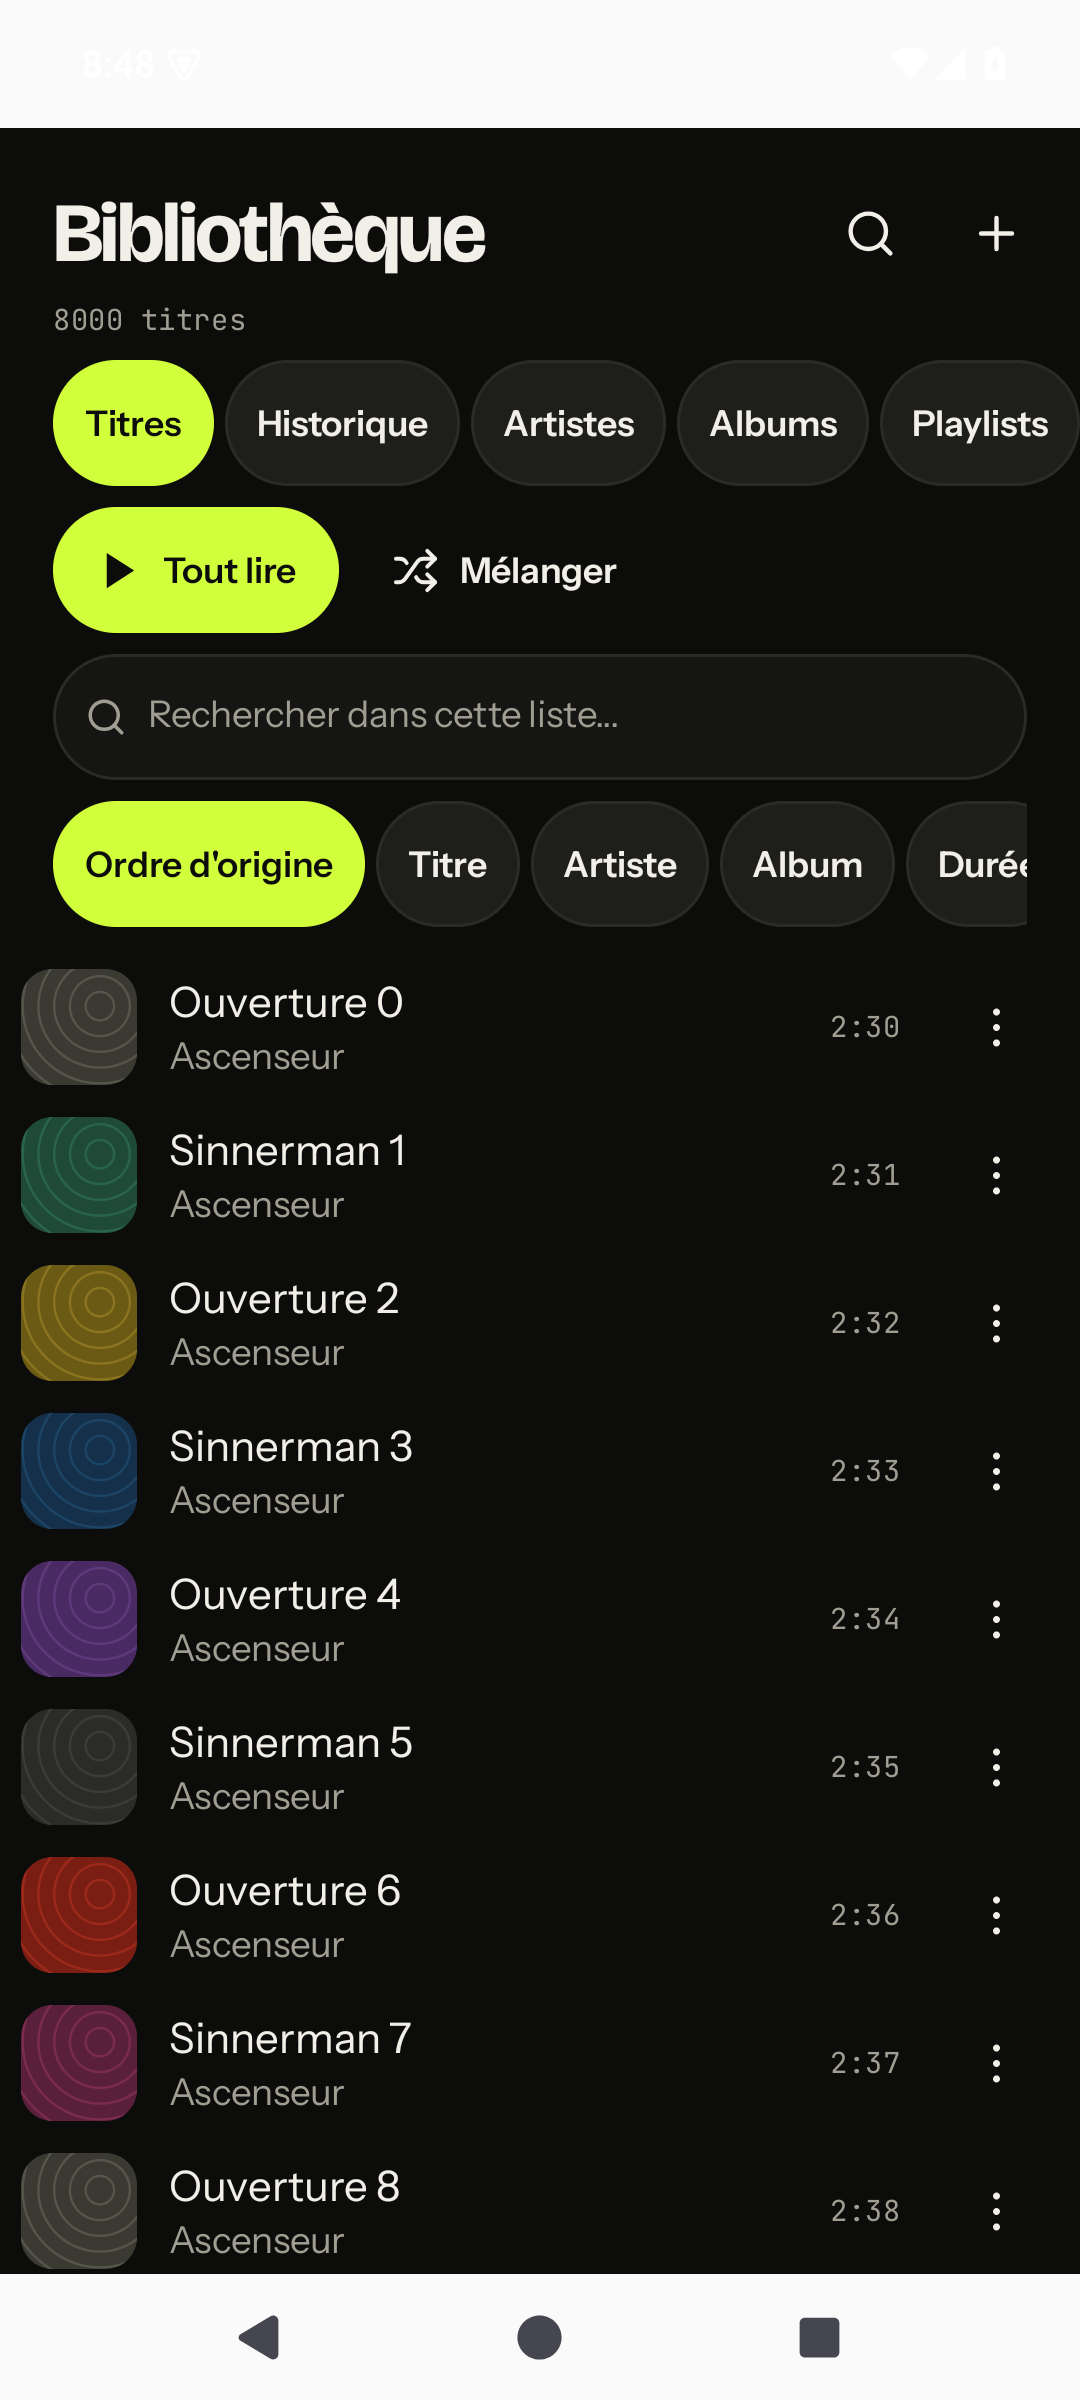 8:48
Bibliothèque
8000 titres
Titres Historique Artistes Albums Playlists
Tout lire Mélanger
Rechercher dans cette liste...
Ordre d'origine Titre Artiste Album Durée
Ouverture 0
2:30
Ascenseur
Sinnerman 1
2:31
Ascenseur
Ouverture 2
2:32
Ascenseur
Sinnerman 3
2:33
Ascenseur
Ouverture 4
2:34
Ascenseur
Sinnerman 5
2:35
Ascenseur
Ouverture 6
2:36
Ascenseur
Sinnerman 7
2:37
Ascenseur
Ouverture 8
2:38
Ascenseur